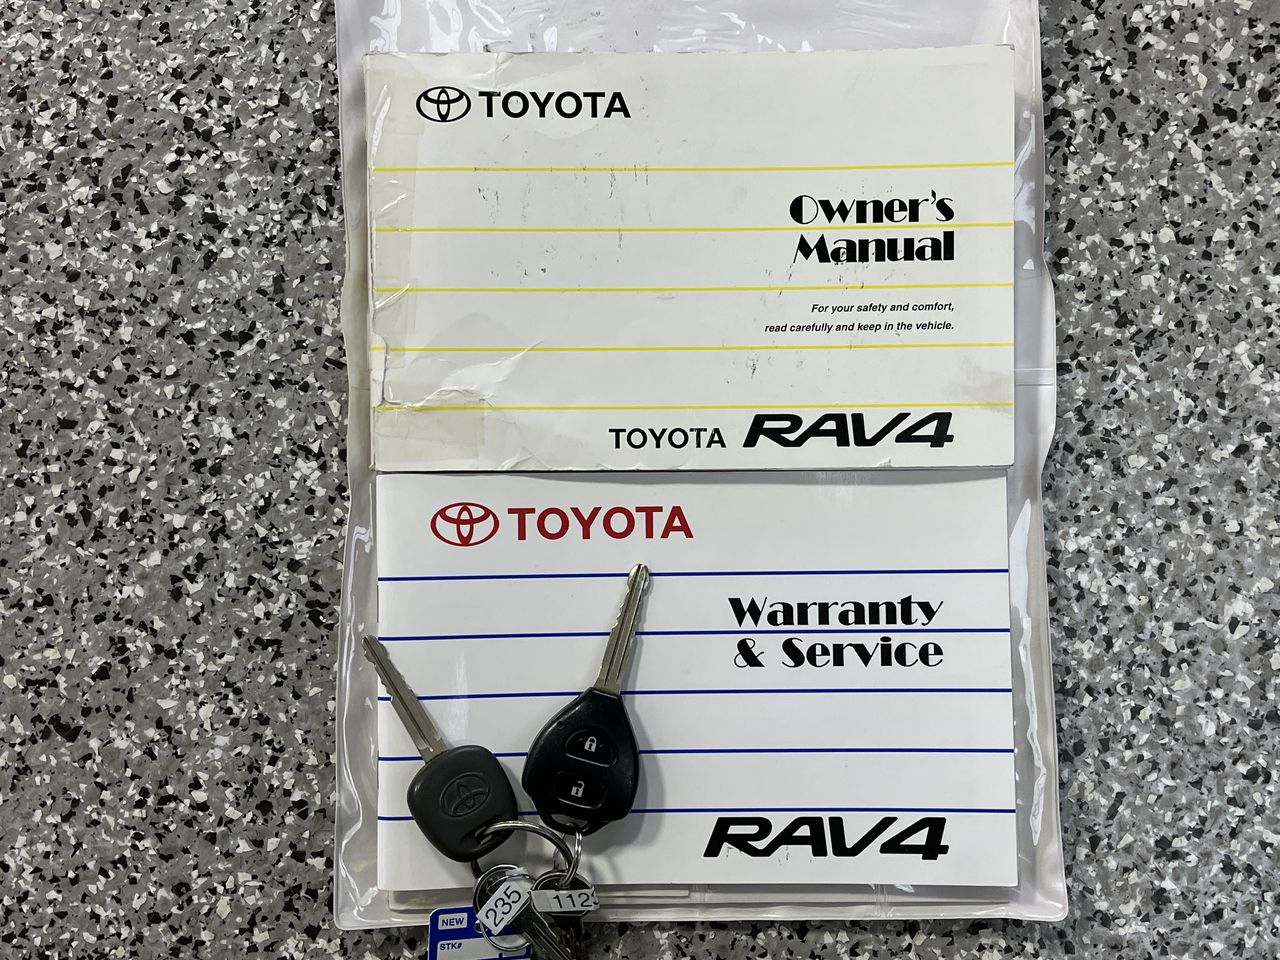 TOYOTA
Owner's
Manual
For your safety and comfort,
read carefully and keep in the vehicle.
TOYOTA RAV4
TOYOTA
Warranty
& Service
RAV4
235
NEW
STK#